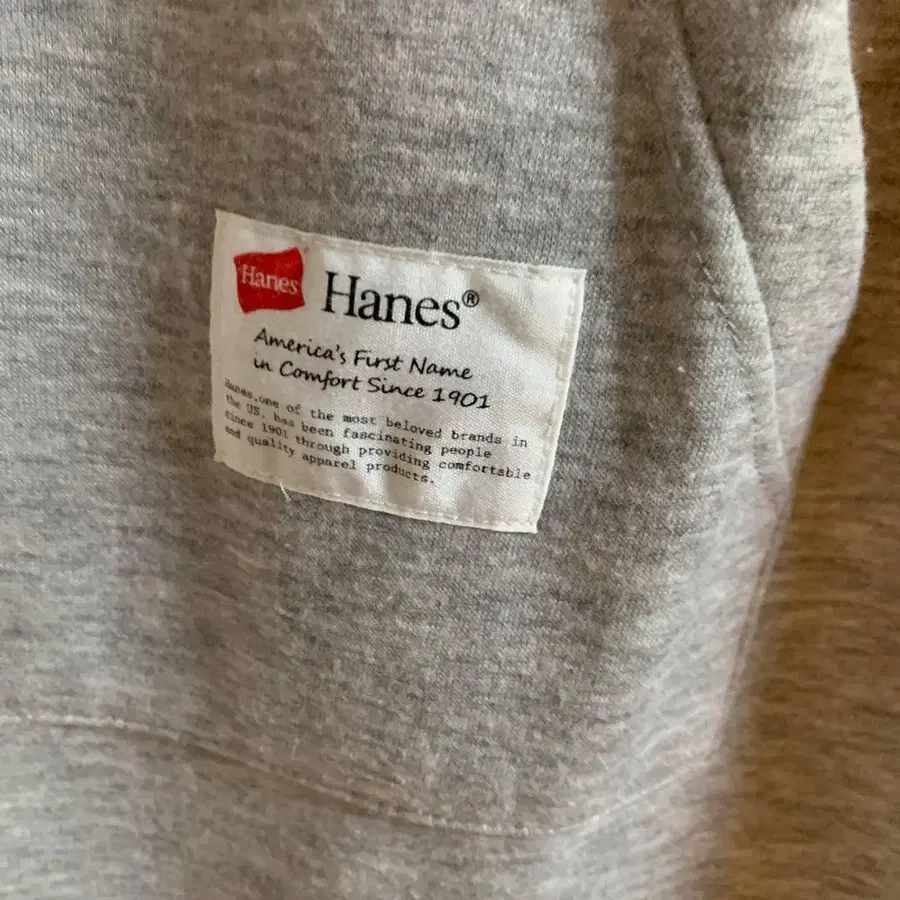 Hanes
Hanes®
America's First Name
in Comfort Since 1901
Hanes,one of the most beloved brands in
the US, has been fascinating people
since 1901 through providing comfortable
and quality apparel products.